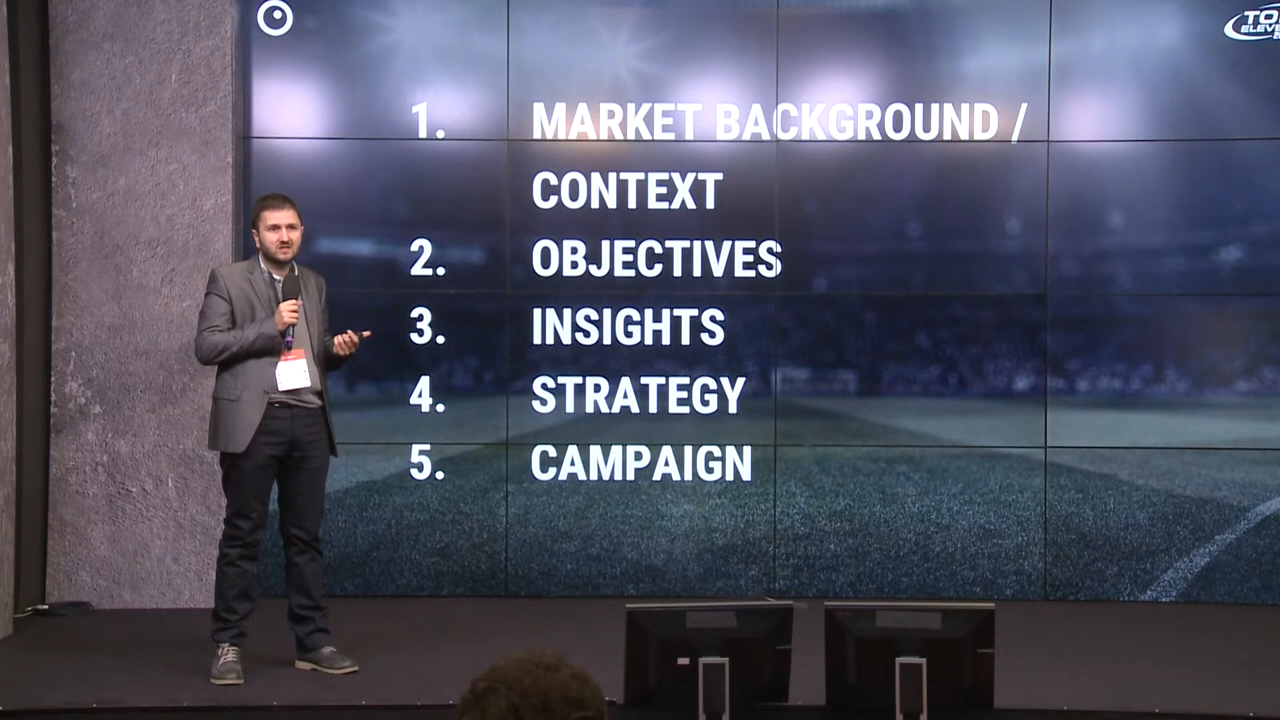 1. MARKET BACKGROUND /
CONTEXT
2. OBJECTIVES
3. INSIGHTS
4. STRATEGY
5. CAMPAIGN